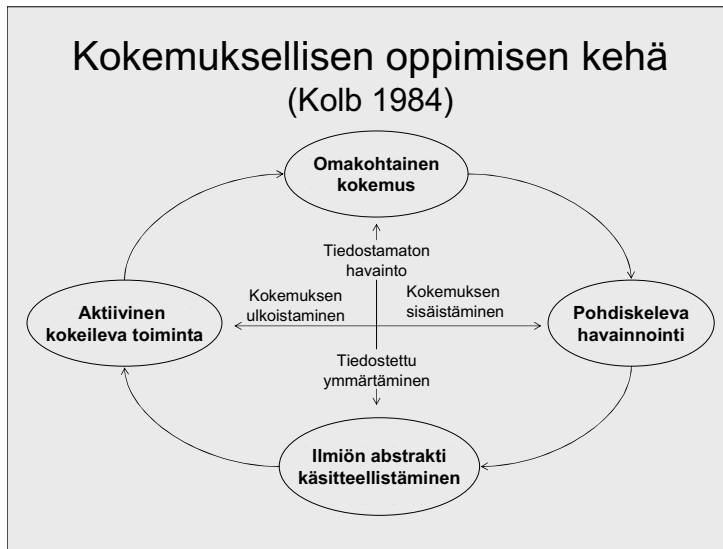 Kokemuksellisen oppimisen kehä
(Kolb 1984)
Omakohtainen
kokemus
Tiedostamaton
havainto
Kokemuksen
ulkoistaminen
Kokemuksen
sisäistäminen
Aktiivinen
kokeileva toiminta
Pohdiskeleva
havainnointi
Tiedostettu
ymmärtäminen
Ilmiön abstrakti
käsitteellistäminen